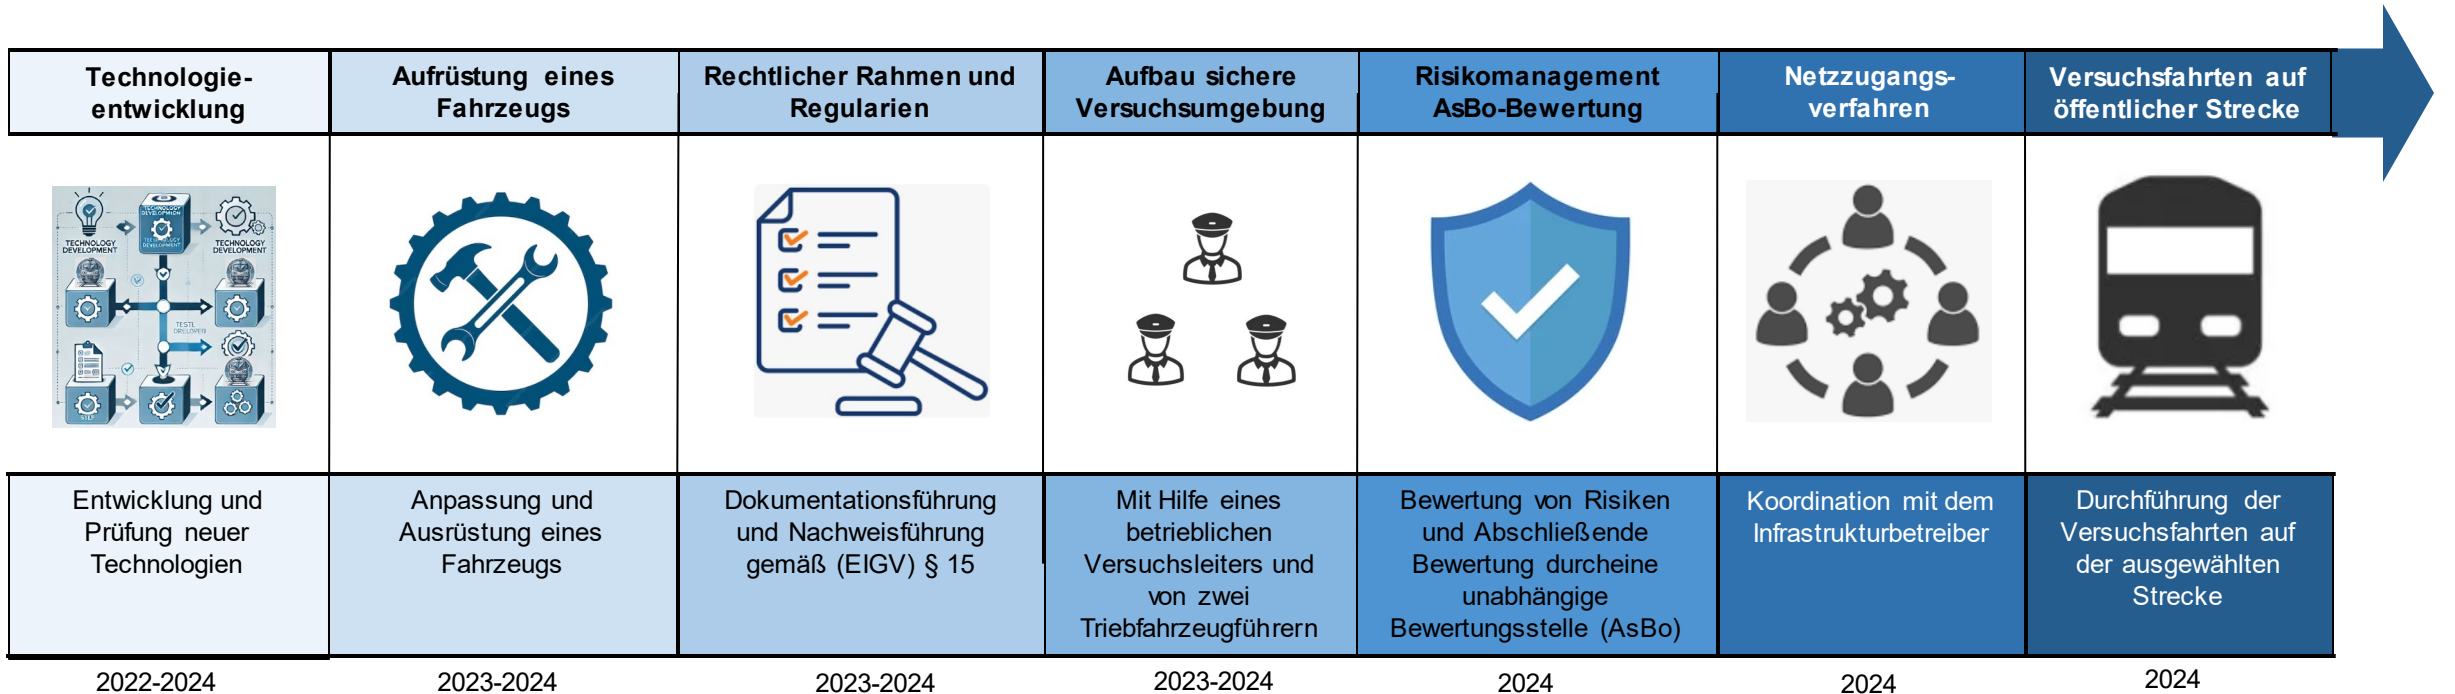 Technologie-
entwicklung
Aufrüstung eines
Fahrzeugs
Rechtlicher Rahmen und
Regularien
Aufbau sichere
Versuchsumgebung
Risikomanagement
AsBo-Bewertung
Netzzugangs-
verfahren
Versuchsfahrten auf
öffentlicher Strecke
TECHNOLOGY
DEVELOPMENT
TECHNOLOGY
DEVELOPMENT
Entwicklung und
Prüfung neuer
Technologien
Anpassung und
Ausrüstung eines
Fahrzeugs
Dokumentationsführung
und Nachweisführung
gemäß (EIGV) § 15
Mit Hilfe eines
betrieblichen
Versuchsleiters und
von zwei
Triebfahrzeugführern
Bewertung von Risiken
und Abschließende
Bewertung durcheine
unabhängige
Bewertungsstelle (AsBo)
Koordination mit dem
Infrastrukturbetreiber
Durchführung der
Versuchsfahrten auf
der ausgewählten
Strecke
2022-2024
2023-2024
2023-2024
2023-2024
2024
2024
2024